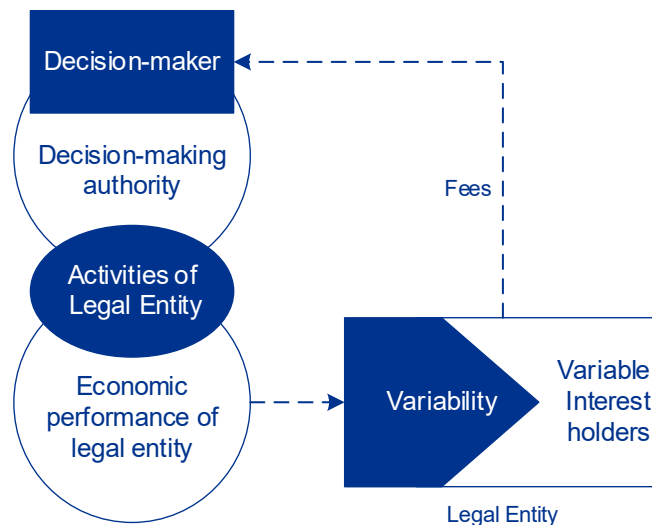 Decision-maker
Decision-making
authority
Fees
Activities of
Legal Entity
Economic
performance of
legal entity
Variability
Variable
Interest
holders
Legal Entity